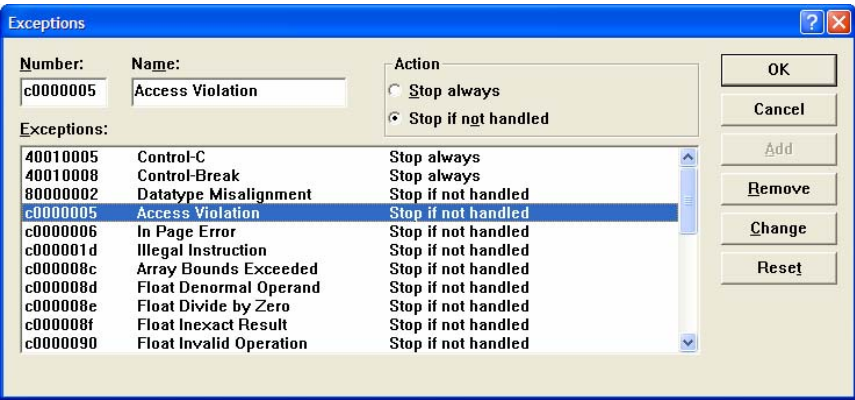 Exceptions
Number: Name: Action
c0000005 Access Violation Stop always
Stop if not handled
Exceptions:
40010005 Control-C Stop always
40010008 Control-Break Stop always
80000002 Datatype Misalignment Stop if not handled
c0000005 Access Violation Stop if not handled
c0000006 In Page Error Stop if not handled
c000001d Illegal Instruction Stop if not handled
c000008c Array Bounds Exceeded Stop if not handled
c000008d Float Denormal Operand Stop if not handled
c000008e Float Divide by Zero Stop if not handled
c000008f Float Inexact Result Stop if not handled
c0000090 Float Invalid Operation Stop if not handled
OK
Cancel
Add
Remove
Change
Reset